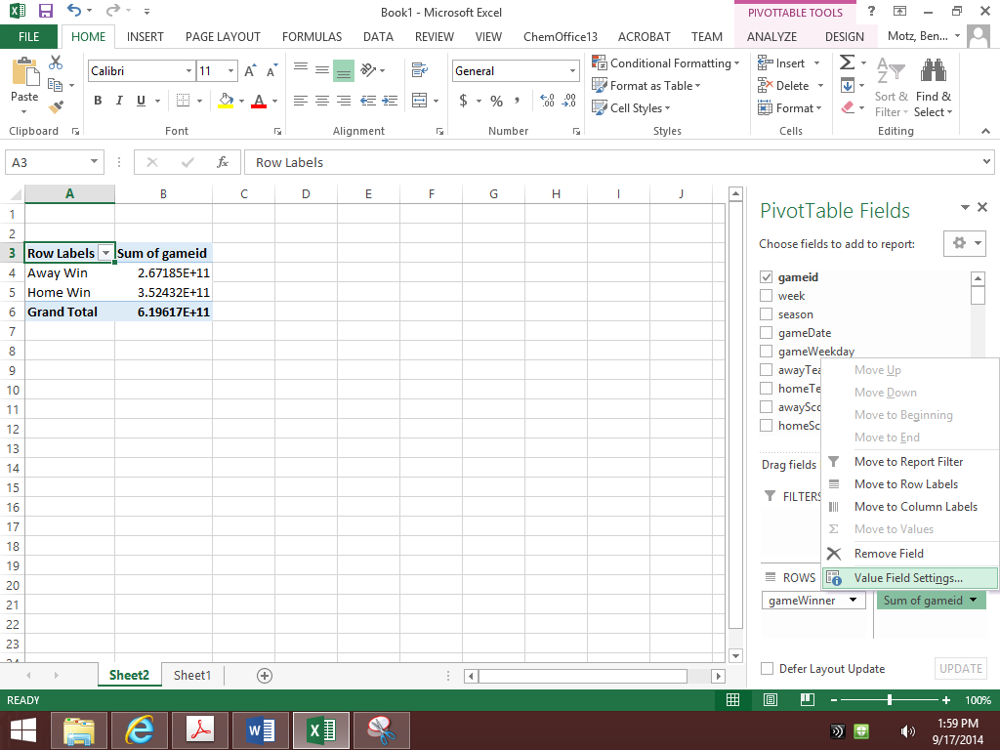 Book1 - Microsoft Excel
PIVOTTABLE TOOLS
?
FILE HOME INSERT PAGE LAYOUT FORMULAS DATA REVIEW VIEW ChemOffice13 ACROBAT TEAM ANALYZE DESIGN Motz, Ben...
Paste
Calibri 11
General
Conditional Formatting
Format as Table
Cell Styles
Insert
Delete
Format
Sort & Filter
Find & Select
B I U
$ % ,
Clipboard Font Alignment Number Styles Cells Editing
A3 fx Row Labels
A B C D E F G H I J
1
2
3 Row Labels Sum of gameid
4 Away Win 2.67185E+11
5 Home Win 3.52432E+11
6 Grand Total 6.19617E+11
7
8
9
10
11
12
13
14
15
16
17
18
19
20
21
22
23
24
PivotTable Fields
Choose fields to add to report:
gameid
week
season
gameDate
gameWeekday
awayTea
homeTe
awaySco
homeSc
Move Up
Move Down
Move to Beginning
Move to End
Move to Report Filter
Move to Row Labels
Move to Column Labels
Move to Values
Remove Field
Value Field Settings...
Drag fields
FILTERS
ROWS
gameWinner
Sum of gameid
Defer Layout Update UPDATE
Sheet2 Sheet1
READY
100%
1:59 PM
9/17/2014